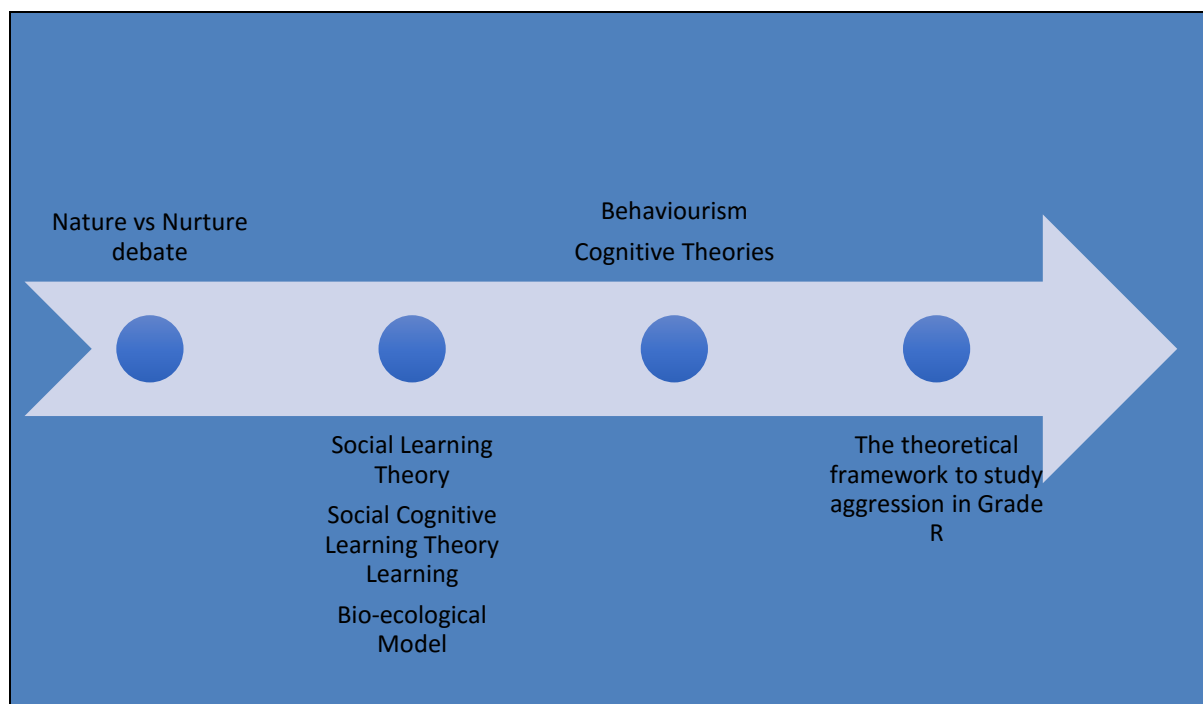 Nature vs Nurture
debate
Social Learning
Theory
Social Cognitive
Learning Theory
Learning
Bio-ecological
Model
Behaviourism
Cognitive Theories
The theoretical
framework to study
aggression in Grade
R